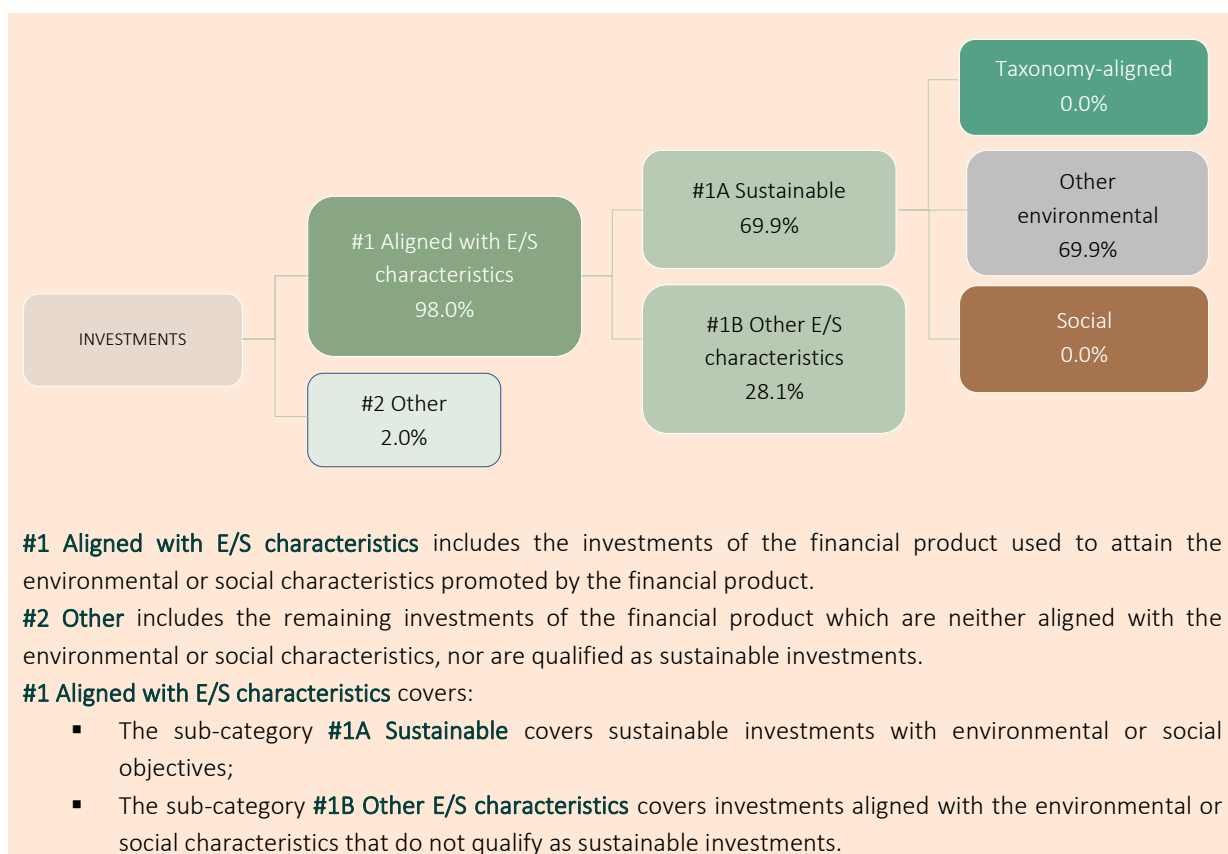 Taxonomy-aligned
0.0%
#1A Sustainable
69.9%
Other
environmental
69.9%
#1 Aligned with E/S
characteristics
98.0%
INVESTMENTS
#1B Other E/S
characteristics
28.1%
Social
0.0%
#2 Other
2.0%
#1 Aligned with E/S characteristics includes the investments of the financial product used to attain the
environmental or social characteristics promoted by the financial product.
#2 Other includes the remaining investments of the financial product which are neither aligned with the
environmental or social characteristics, nor are qualified as sustainable investments.
#1 Aligned with E/S characteristics covers:
▪ The sub-category #1A Sustainable covers sustainable investments with environmental or social
objectives;
▪ The sub-category #1B Other E/S characteristics covers investments aligned with the environmental or
social characteristics that do not qualify as sustainable investments.